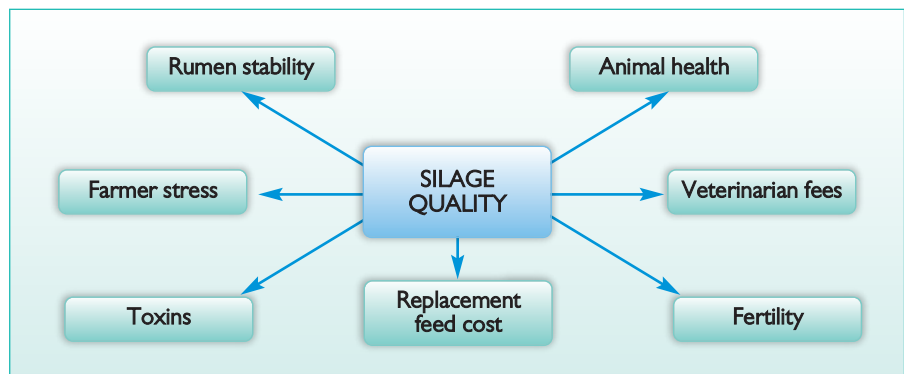 Rumen stability
Animal health
SILAGE
QUALITY
Farmer stress
Veterinarian fees
Toxins
Replacement
feed cost
Fertility